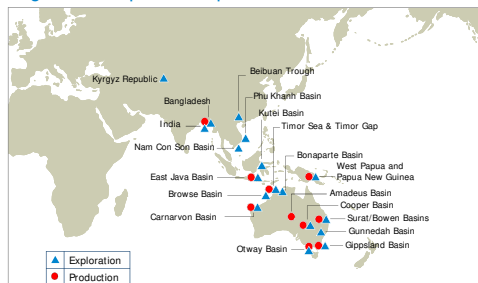 Beibuan Trough
Kyrgyz Republic
Phu Khanh Basin
Bangladesh
Kutei Basin
India
Timor Sea & Timor Gap
Nam Con Son Basin
Bonaparte Basin
West Papua and
Papua New Guinea
East Java Basin
Amadeus Basin
Browse Basin
Copper Basin
Carnarvon Basin
Surat/Bowen Basins
Gunnedah Basin
Otway Basin
Gippsland Basin
Exploration
Production